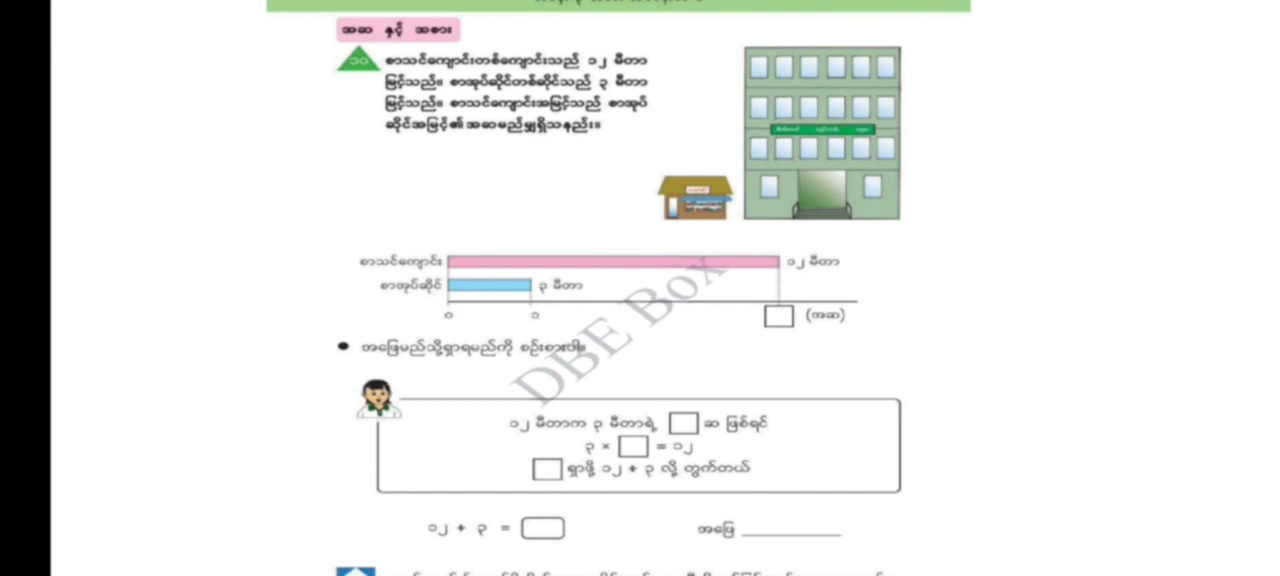 အဆ နှင့် အစား
၁၀ စာသင်ကျောင်းတစ်ကျောင်းသည် ၁၂ မီတာ
မြင့်သည်။ စာအုပ်ဆိုင်တစ်ဆိုင်သည် ၃ မီတာ
မြင့်သည်။ စာသင်ကျောင်းအမြင့်သည် စာအုပ်
ဆိုင်အမြင့်၏ အဆမည်မျှရှိသနည်း။
စာသင်ကျောင်း ၁၂ မီတာ
စာအုပ်ဆိုင် ၃ မီတာ
၀ ၁ (အဆ)
DBE Box
အဖြေမည်သို့ရှာရမည်ကို စဉ်းစားပါ။
၁၂ မီတာက ၃ မီတာရဲ့ ဆ ဖြစ်ရင်
၃ × = ၁၂
ရှာဖို့ ၁၂ ÷ ၃ လို့ တွက်တယ်
၁၂ ÷ ၃ =
အဖြေ